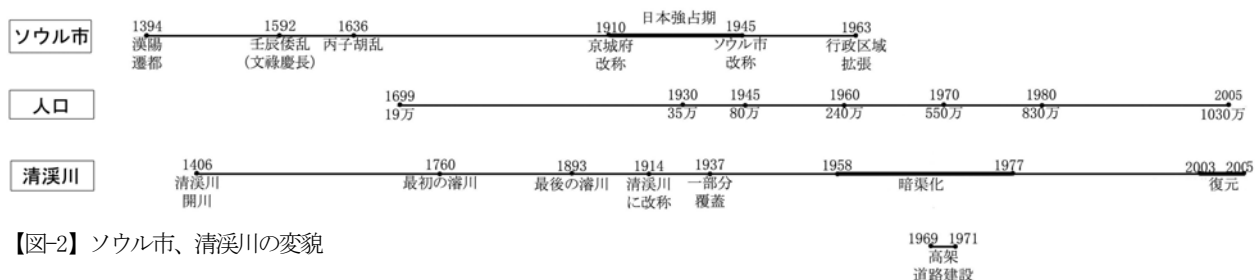 日本強占期
1394 1592 1636 1910 1945 1963
ソウル市
漢陽 壬辰倭乱 丙子胡乱 京城府 ソウル市 行政区域
遷都 (文祿慶長) 改称 改称 拡張
1699 1930 1945 1960 1970 1980 2005
人口
19万 35万 80万 240万 550万 830万 1030万
1406 1760 1893 1914 1937 1958 1977 2003 2005
清渓川
清渓川 最初の濬川 最後の濬川 清渓川 一部分 暗渠化 復元
開川 に改称 覆蓋
【図-2】ソウル市、清渓川の変貌
1969 1971
高架
道路建設